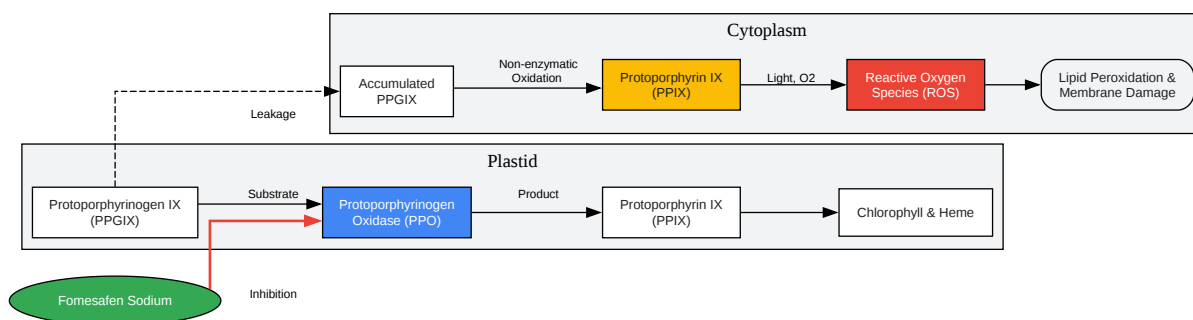 Cytoplasm
Non-enzymatic
Oxidation
Accumulated
PPGIX
Protoporphyrin IX
(PPIX)
Light, O2
Reactive Oxygen
Species (ROS)
Lipid Peroxidation &
Membrane Damage
Leakage
Plastid
Protoporphyrinogen IX
(PPGIX)
Substrate
Protoporphyrinogen
Oxidase (PPO)
Product
Protoporphyrin IX
(PPIX)
Chlorophyll & Heme
Fomesafen Sodium
Inhibition